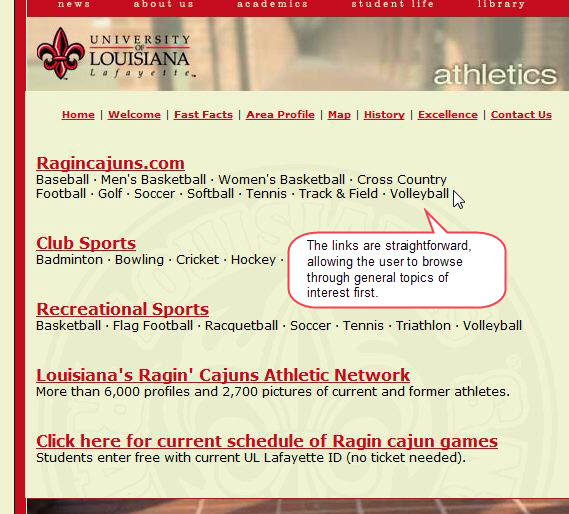 news about us academics student life library
UNIVERSITY
OF
LOUISIANA
Lafayette™
athletics
Home | Welcome | Fast Facts | Area Profile | Map | History | Excellence | Contact Us
Ragincajuns.com
Baseball · Men's Basketball · Women's Basketball · Cross Country
Football · Golf · Soccer · Softball · Tennis · Track & Field · Volleyball
Club Sports
Badminton · Bowling · Cricket · Hockey ·
The links are straightforward,
allowing the user to browse
through general topics of
interest first.
Recreational Sports
Basketball · Flag Football · Racquetball · Soccer · Tennis · Triathlon · Volleyball
Louisiana's Ragin' Cajuns Athletic Network
More than 6,000 profiles and 2,700 pictures of current and former athletes.
Click here for current schedule of Ragin cajun games
Students enter free with current UL Lafayette ID (no ticket needed).